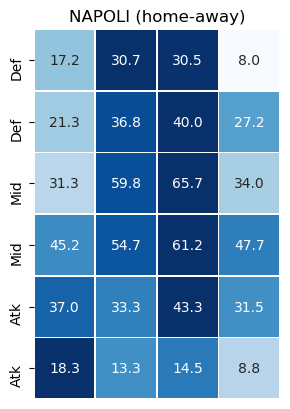 NAPOLI (home-away)
Def 17.2 30.7 30.5 8.0
Def 21.3 36.8 40.0 27.2
Mid 31.3 59.8 65.7 34.0
Mid 45.2 54.7 61.2 47.7
Atk 37.0 33.3 43.3 31.5
Atk 18.3 13.3 14.5 8.8